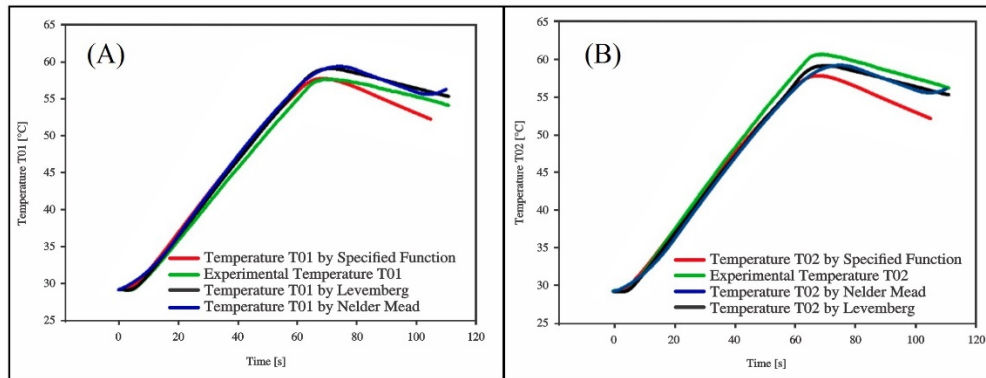 (A)
65
60
55
50
45
40
35
30
25
Temperature T01 [°C]
Temperature T01 by Specified Function
Experimental Temperature T01
Temperature T01 by Levemberg
Temperature T01 by Nelder Mead
0 20 40 60 80 100 120
Time [s]
(B)
65
60
55
50
45
40
35
30
25
Temperature T02 [°C]
Temperature T02 by Specified Function
Experimental Temperature T02
Temperature T02 by Nelder Mead
Temperature T02 by Levemberg
0 20 40 60 80 100 120
Time [s]